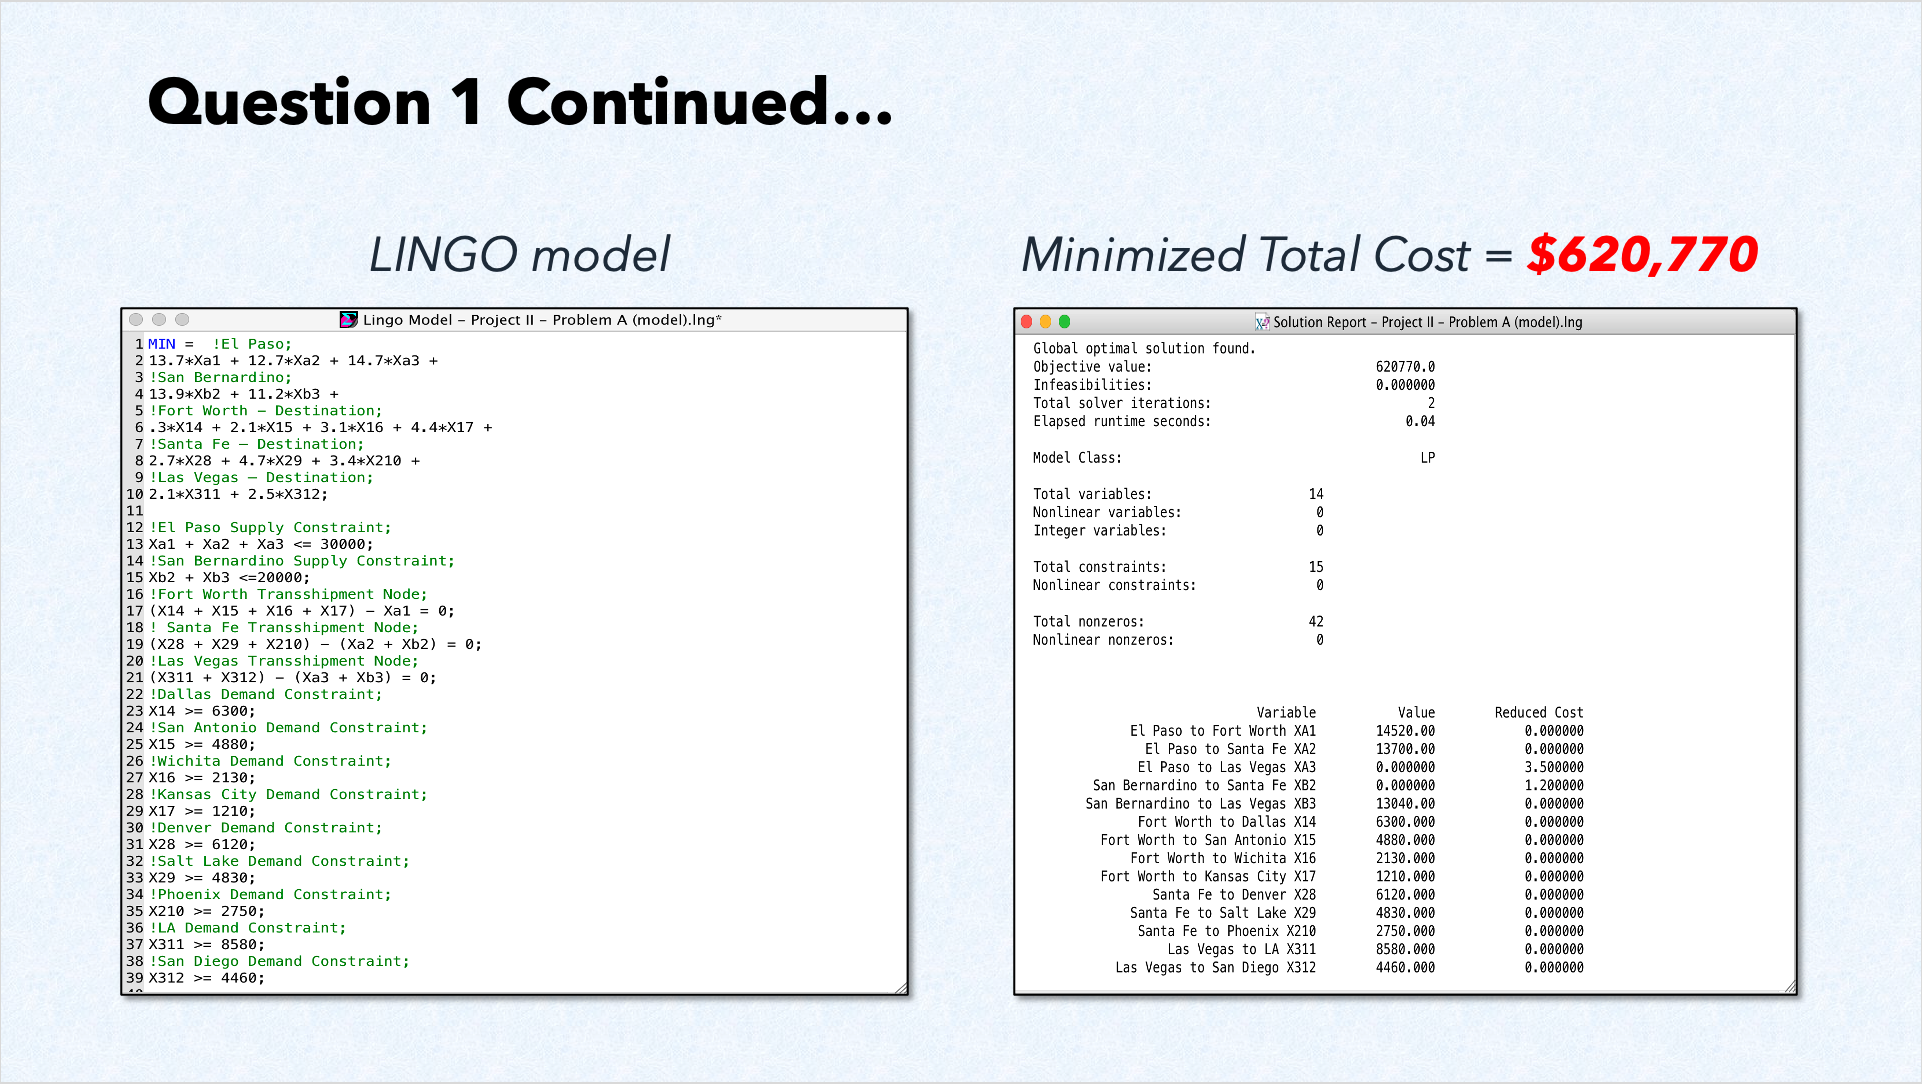 Question 1 Continued...
LINGO model
Lingo Model – Project II – Problem A (model).lng*
1 MIN = !El Paso;
2 13.7*Xa1 + 12.7*Xa2 + 14.7*Xa3 +
3 !San Bernardino;
4 13.9*Xb2 + 11.2*Xb3 +
5 !Fort Worth – Destination;
6 .3*X14 + 2.1*X15 + 3.1*X16 + 4.4*X17 +
7 !Santa Fe – Destination;
8 2.7*X28 + 4.7*X29 + 3.4*X210 +
9 !Las Vegas – Destination;
10 2.1*X311 + 2.5*X312;
11
12 !El Paso Supply Constraint;
13 Xa1 + Xa2 + Xa3 <= 30000;
14 !San Bernardino Supply Constraint;
15 Xb2 + Xb3 <=20000;
16 !Fort Worth Transshipment Node;
17 (X14 + X15 + X16 + X17) – Xa1 = 0;
18 ! Santa Fe Transshipment Node;
19 (X28 + X29 + X210) – (Xa2 + Xb2) = 0;
20 !Las Vegas Transshipment Node;
21 (X311 + X312) – (Xa3 + Xb3) = 0;
22 !Dallas Demand Constraint;
23 X14 >= 6300;
24 !San Antonio Demand Constraint;
25 X15 >= 4880;
26 !Wichita Demand Constraint;
27 X16 >= 2130;
28 !Kansas City Demand Constraint;
29 X17 >= 1210;
30 !Denver Demand Constraint;
31 X28 >= 6120;
32 !Salt Lake Demand Constraint;
33 X29 >= 4830;
34 !Phoenix Demand Constraint;
35 X210 >= 2750;
36 !LA Demand Constraint;
37 X311 >= 8580;
38 !San Diego Demand Constraint;
39 X312 >= 4460;
Minimized Total Cost = $620,770
Solution Report – Project II – Problem A (model).lng
Global optimal solution found.
Objective value: 620770.0
Infeasibilities: 0.000000
Total solver iterations: 2
Elapsed runtime seconds: 0.04
Model Class: LP
Total variables: 14
Nonlinear variables: 0
Integer variables: 0
Total constraints: 15
Nonlinear constraints: 0
Total nonzeros: 42
Nonlinear nonzeros: 0
Variable Value Reduced Cost
El Paso to Fort Worth XA1 14520.00 0.000000
El Paso to Santa Fe XA2 13700.00 0.000000
El Paso to Las Vegas XA3 0.000000 3.500000
San Bernardino to Santa Fe XB2 0.000000 1.200000
San Bernardino to Las Vegas XB3 13040.00 0.000000
Fort Worth to Dallas X14 6300.000 0.000000
Fort Worth to San Antonio X15 4880.000 0.000000
Fort Worth to Wichita X16 2130.000 0.000000
Fort Worth to Kansas City X17 1210.000 0.000000
Santa Fe to Denver X28 6120.000 0.000000
Santa Fe to Salt Lake X29 4830.000 0.000000
Santa Fe to Phoenix X210 2750.000 0.000000
Las Vegas to LA X311 8580.000 0.000000
Las Vegas to San Diego X312 4460.000 0.000000